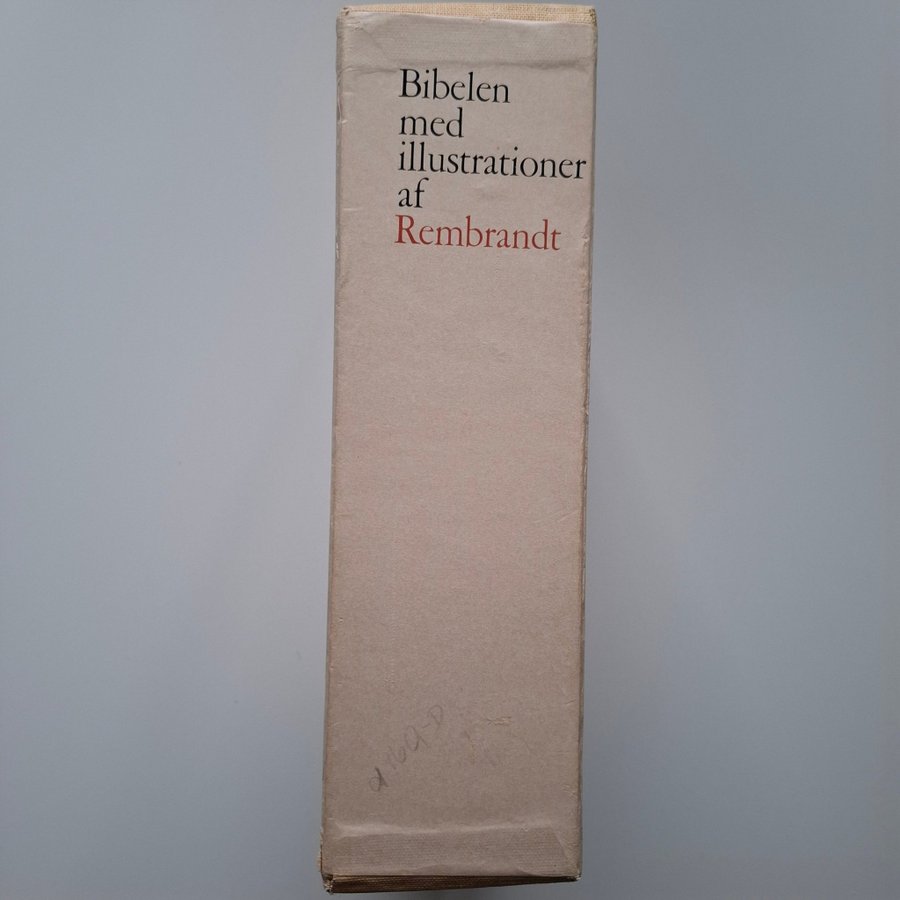 Bibelen
med
illustrationer
af
Rembrandt